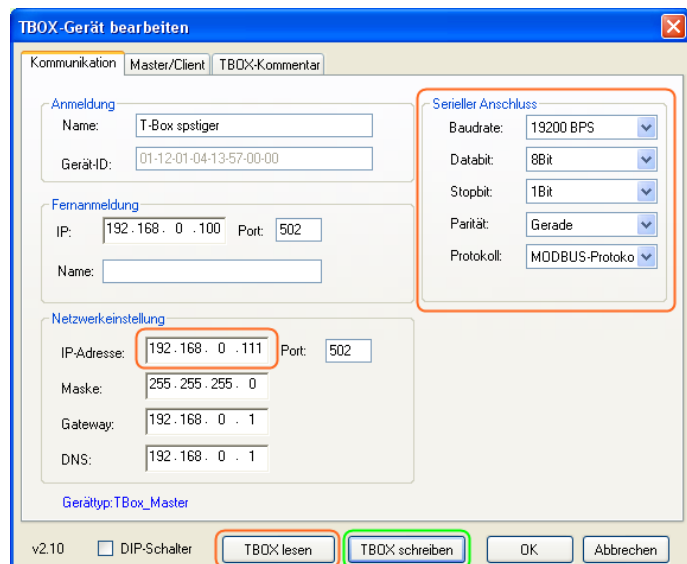 TBOX-Gerät bearbeiten
Kommunikation Master/Client TBOX-Kommentar
Anmeldung
Name: T-Box spstiger
Gerät-ID: 01-12-01-04-13-57-00-00
Fernanmeldung
IP: 192.168. 0 .100 Port: 502
Name:
Netzwerkeinstellung
IP-Adresse: 192.168. 0 .111 Port: 502
Maske: 255.255.255. 0
Gateway: 192.168. 0 . 1
DNS: 192.168. 0 . 1
Gerättyp:TBox_Master
Serieller Anschluss
Baudrate: 19200 BPS
Databit: 8Bit
Stopbit: 1Bit
Parität: Gerade
Protokoll: MODBUS-Protoko
v2.10 DIP-Schalter TBOX lesen TBOX schreiben OK Abbrechen